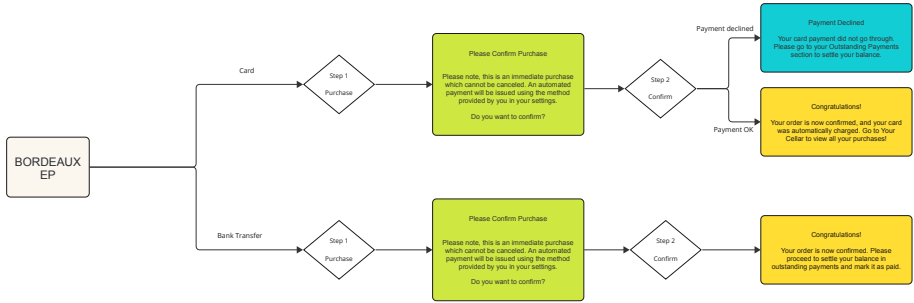 Payment declined
Payment Declined
Your card payment did not go through.
Please go to your Outstanding Payments
section to settle your balance.
Card
Step 1
Purchase
Please Confirm Purchase
Please note, this is an immediate purchase
which cannot be canceled. An automated
payment will be issued using the method
provided by you in your settings.
Do you want to confirm?
Step 2
Confirm
Payment OK
Congratulations!
Your order is now confirmed, and your card
was automatically charged. Go to Your
Cellar to view all your purchases!
BORDEAUX
EP
Bank Transfer
Step 1
Purchase
Please Confirm Purchase
Please note, this is an immediate purchase
which cannot be canceled. An automated
payment will be issued using the method
provided by you in your settings.
Do you want to confirm?
Step 2
Confirm
Congratulations!
Your order is now confirmed. Please
proceed to settle your balance in
outstanding payments and mark it as paid.